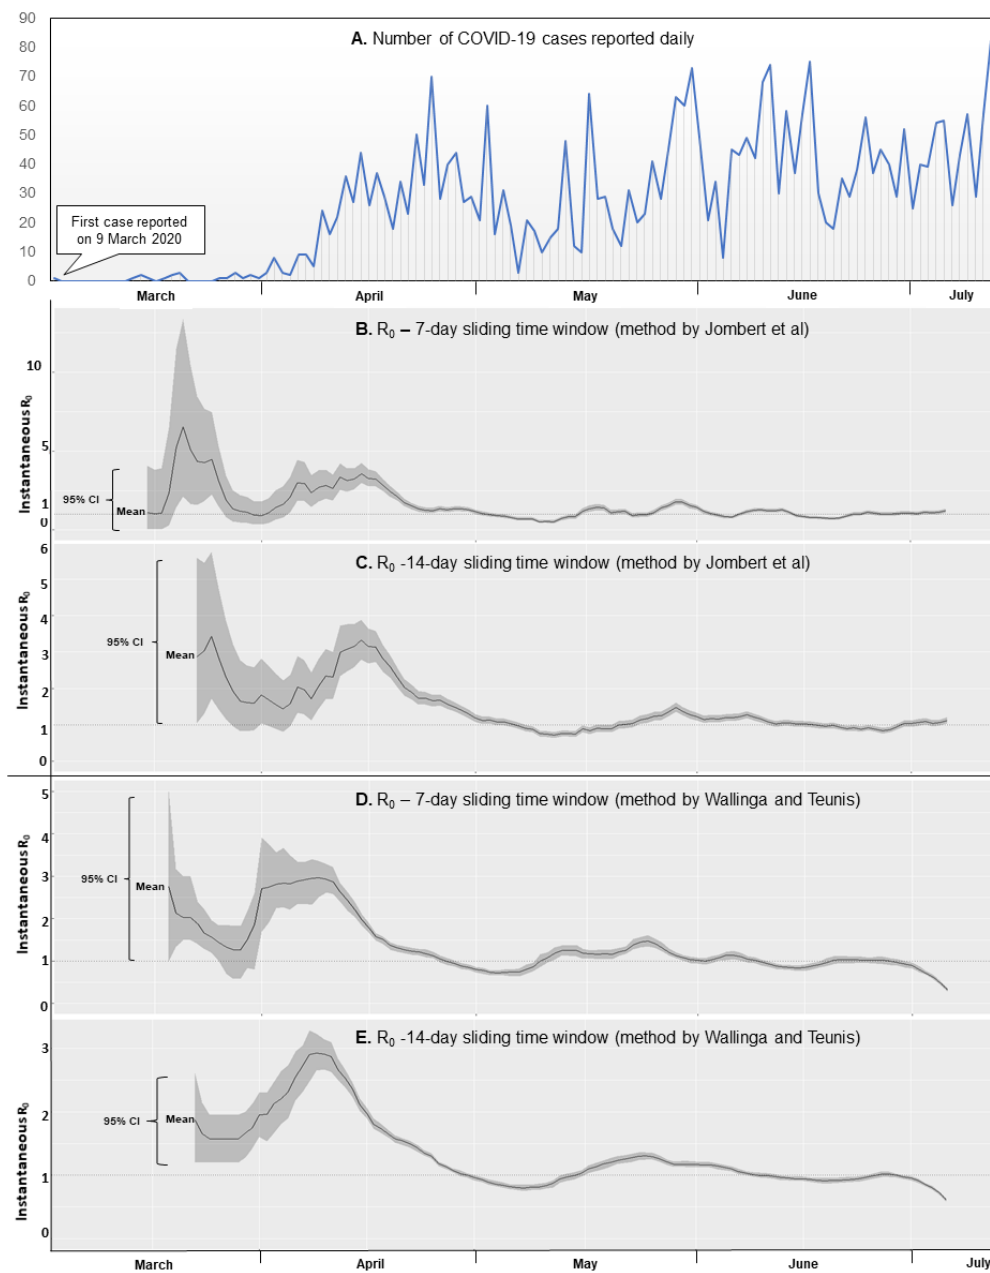 90
A. Number of COVID-19 cases reported daily
80
70
60
50
40
30
20
10
0
First case reported
on 9 March 2020
March April May June July
B. R₀ – 7-day sliding time window (method by Jombert et al)
10
5
1
0
Instantaneous R₀
95% CI
Mean
C. R₀ -14-day sliding time window (method by Jombert et al)
6
5
4
3
2
1
0
Instantaneous R₀
95% CI
Mean
D. R₀ – 7-day sliding time window (method by Wallinga and Teunis)
5
4
3
2
1
0
Instantaneous R₀
95% CI
Mean
E. R₀ -14-day sliding time window (method by Wallinga and Teunis)
3
2
1
0
Instantaneous R₀
95% CI
Mean
March April May June July